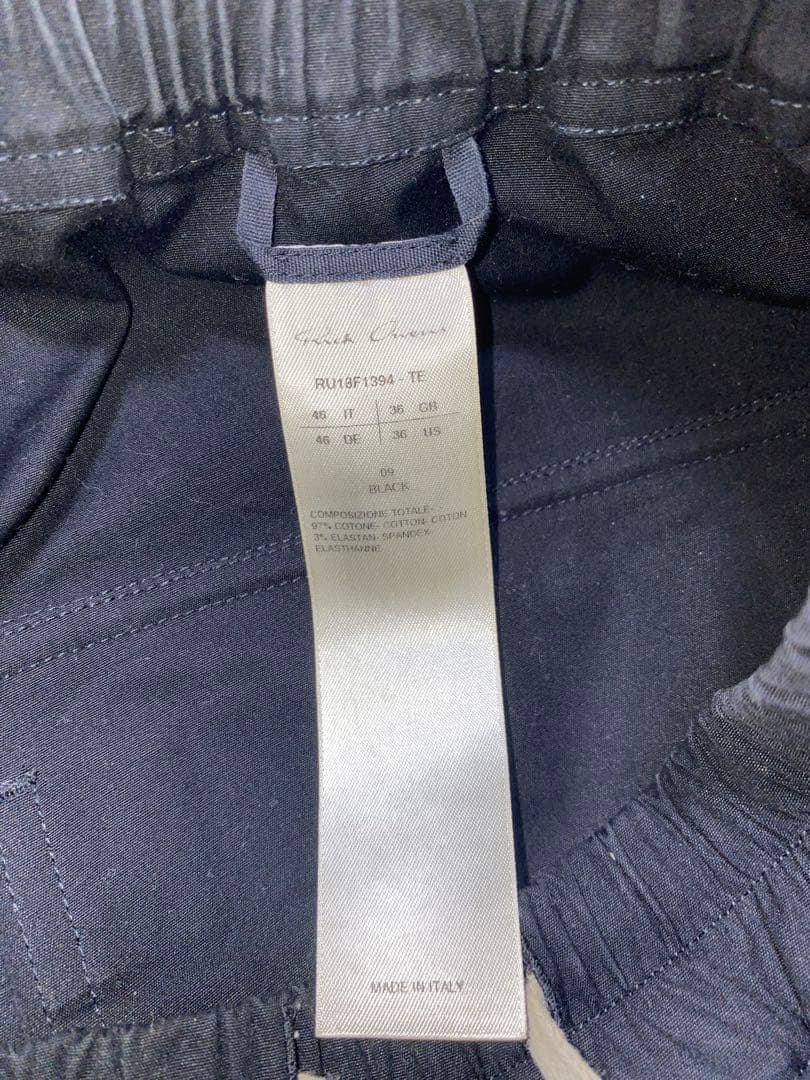 Rick Owens
RU18F1394 - TE
46 IT 36 GB
46 DE 36 US
09
BLACK
COMPOSIZIONE TOTALE-
97% COTONE- COTTON- COTON
3% ELASTAN- SPANDEX-
ELASTHANNE
MADE IN ITALY